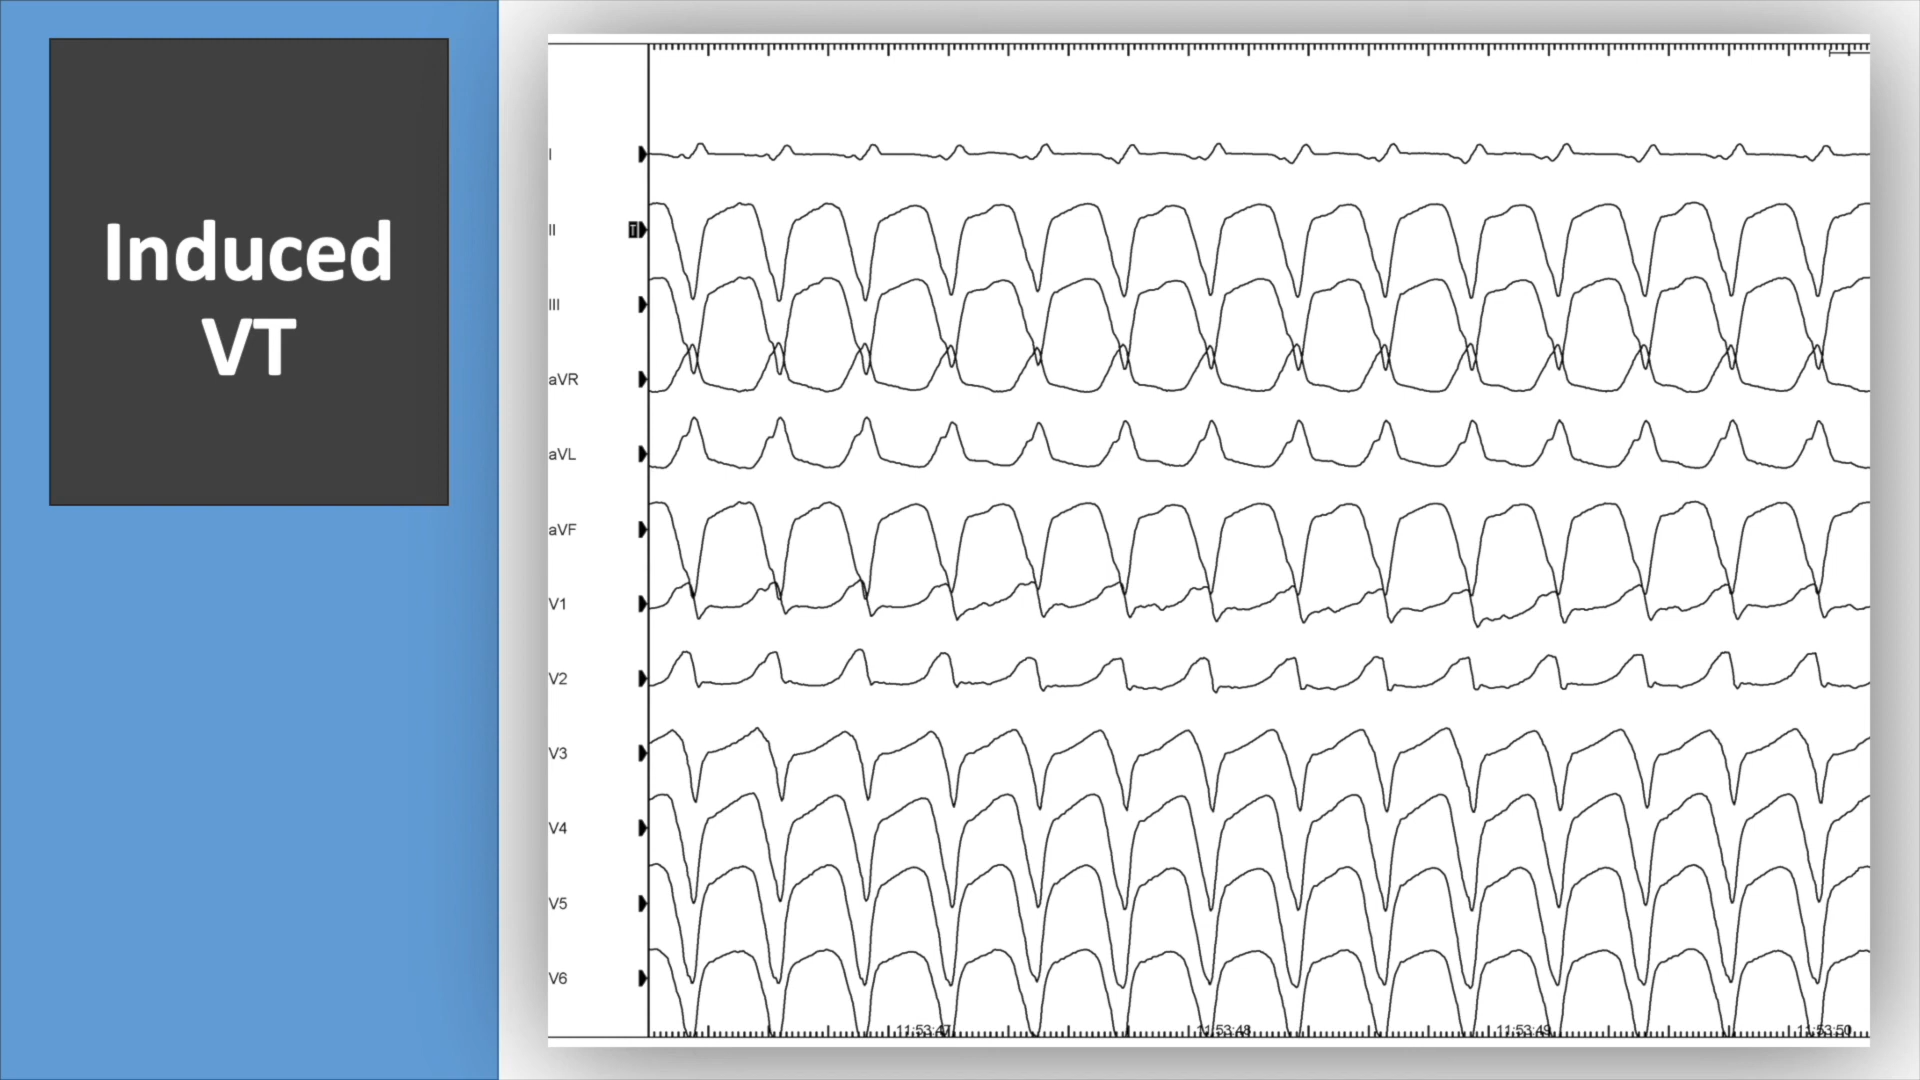 Induced
VT
I
II
T
III
aVR
aVL
aVF
V1
V2
V3
V4
V5
V6
11:53:47
11:53:48
11:53:49
11:53:50